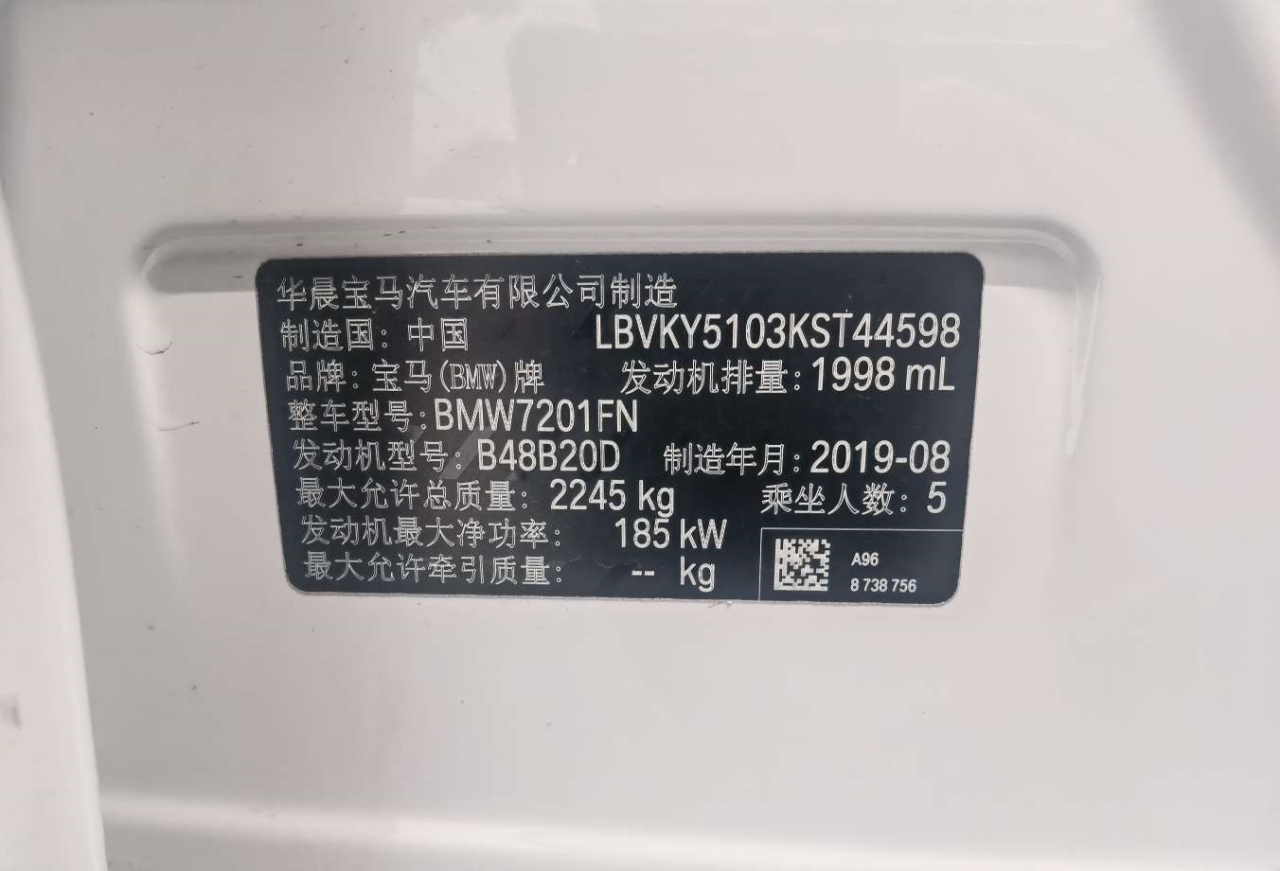 华晨宝马汽车有限公司制造
制造国：中国 LBVKY5103KST44598
品牌：宝马(BMW)牌 发动机排量：1998 mL
整车型号：BMW7201FN
发动机型号：B48B20D 制造年月：2019-08
最大允许总质量：2245 kg 乘坐人数：5
发动机最大净功率：185 kW
最大允许牵引质量：-- kg
A96
8 738 756